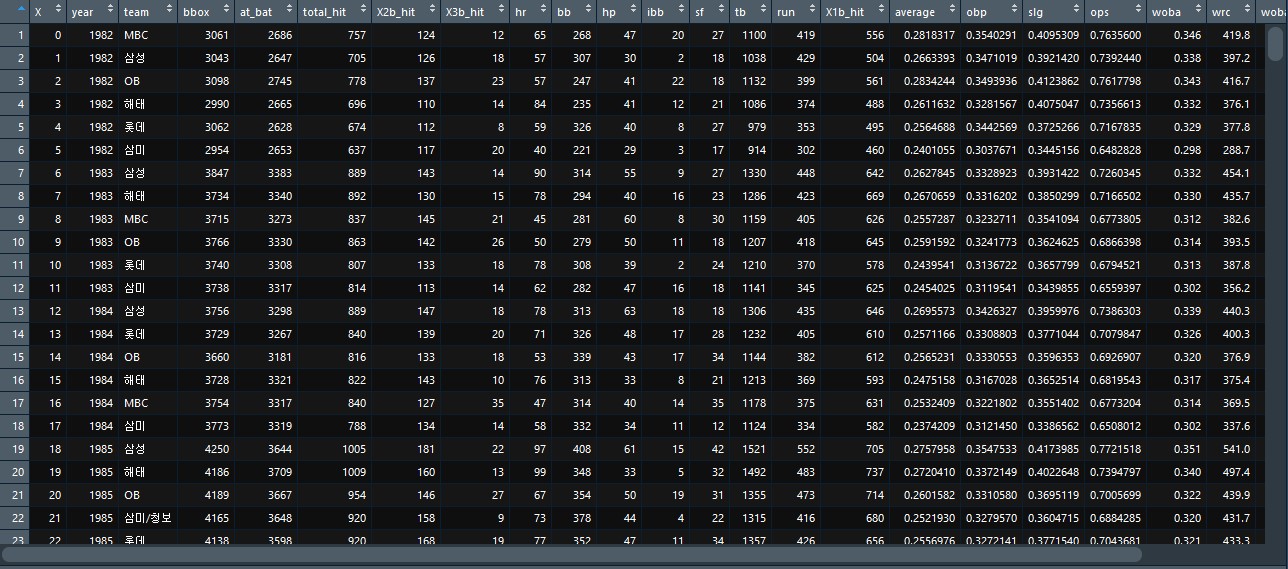 X year team bbox at_bat total_hit X2b_hit X3b_hit hr bb hp ibb sf tb run X1b_hit average obp slg ops woba wrc woba
1 0 1982 MBC 3061 2686 757 124 12 65 268 47 20 27 1100 419 556 0.2818317 0.3540291 0.4095309 0.7635600 0.346 419.8
2 1 1982 삼성 3043 2647 705 126 18 57 307 30 2 18 1038 429 504 0.2663393 0.3471019 0.3921420 0.7392440 0.338 397.2
3 2 1982 OB 3098 2745 778 137 23 57 247 41 22 18 1132 399 561 0.2834244 0.3493936 0.4123862 0.7617798 0.343 416.7
4 3 1982 해태 2990 2665 696 110 14 84 235 41 12 21 1086 374 488 0.2611632 0.3281567 0.4075047 0.7356613 0.332 376.1
5 4 1982 롯데 3062 2628 674 112 8 59 326 40 8 27 979 353 495 0.2564688 0.3442569 0.3725266 0.7167835 0.329 377.8
6 5 1982 삼미 2954 2653 637 117 20 40 221 29 3 17 914 302 460 0.2401055 0.3037671 0.3445156 0.6482828 0.298 288.7
7 6 1983 삼성 3847 3383 889 143 14 90 314 55 9 27 1330 448 642 0.2627845 0.3328923 0.3931422 0.7260345 0.332 454.1
8 7 1983 해태 3734 3340 892 130 15 78 294 40 16 23 1286 423 669 0.2670659 0.3316202 0.3850299 0.7166502 0.330 435.7
9 8 1983 MBC 3715 3273 837 145 21 45 281 60 8 30 1159 405 626 0.2557287 0.3232711 0.3541094 0.6773805 0.312 382.6
10 9 1983 OB 3766 3330 863 142 26 50 279 50 11 18 1207 418 645 0.2591592 0.3241773 0.3624625 0.6866398 0.314 393.5
11 10 1983 롯데 3740 3308 807 133 18 78 308 39 2 24 1210 370 578 0.2439541 0.3136722 0.3657799 0.6794521 0.313 387.8
12 11 1983 삼미 3738 3317 814 113 14 62 282 47 16 18 1141 345 625 0.2454025 0.3119541 0.3439855 0.6559397 0.302 356.2
13 12 1984 삼성 3756 3298 889 147 18 78 313 63 18 18 1306 435 646 0.2695573 0.3426327 0.3959976 0.7386303 0.339 440.3
14 13 1984 롯데 3729 3267 840 139 20 71 326 48 17 28 1232 405 610 0.2571166 0.3308803 0.3771044 0.7079847 0.326 400.3
15 14 1984 OB 3660 3181 816 133 18 53 339 43 17 34 1144 382 612 0.2565231 0.3330553 0.3596353 0.6926907 0.320 376.9
16 15 1984 해태 3728 3321 822 143 10 76 313 33 8 21 1213 369 593 0.2475158 0.3167028 0.3652514 0.6819543 0.317 375.4
17 16 1984 MBC 3754 3317 840 127 35 47 314 40 14 35 1178 375 631 0.2532409 0.3221802 0.3551402 0.6773204 0.314 369.5
18 17 1984 삼미 3773 3319 788 134 14 58 332 34 11 12 1124 334 582 0.2374209 0.3121450 0.3386562 0.6508012 0.302 337.6
19 18 1985 삼성 4250 3644 1005 181 22 97 408 61 15 42 1521 552 705 0.2757958 0.3547533 0.4173985 0.7721518 0.351 541.0
20 19 1985 해태 4186 3709 1009 160 13 99 348 33 5 32 1492 483 737 0.2720410 0.3372149 0.4022648 0.7394797 0.340 497.4
21 20 1985 OB 4189 3667 954 146 27 67 354 50 19 31 1355 473 714 0.2601582 0.3310580 0.3695119 0.7005699 0.322 439.9
22 21 1985 삼미/청보 4165 3648 920 158 9 73 378 44 4 22 1315 416 680 0.2521930 0.3279570 0.3604715 0.6884285 0.320 431.7
23 22 1985 롯데 4138 3598 920 168 19 77 352 47 11 34 1357 426 656 0.2556976 0.3272141 0.3771540 0.7043681 0.321 433.3